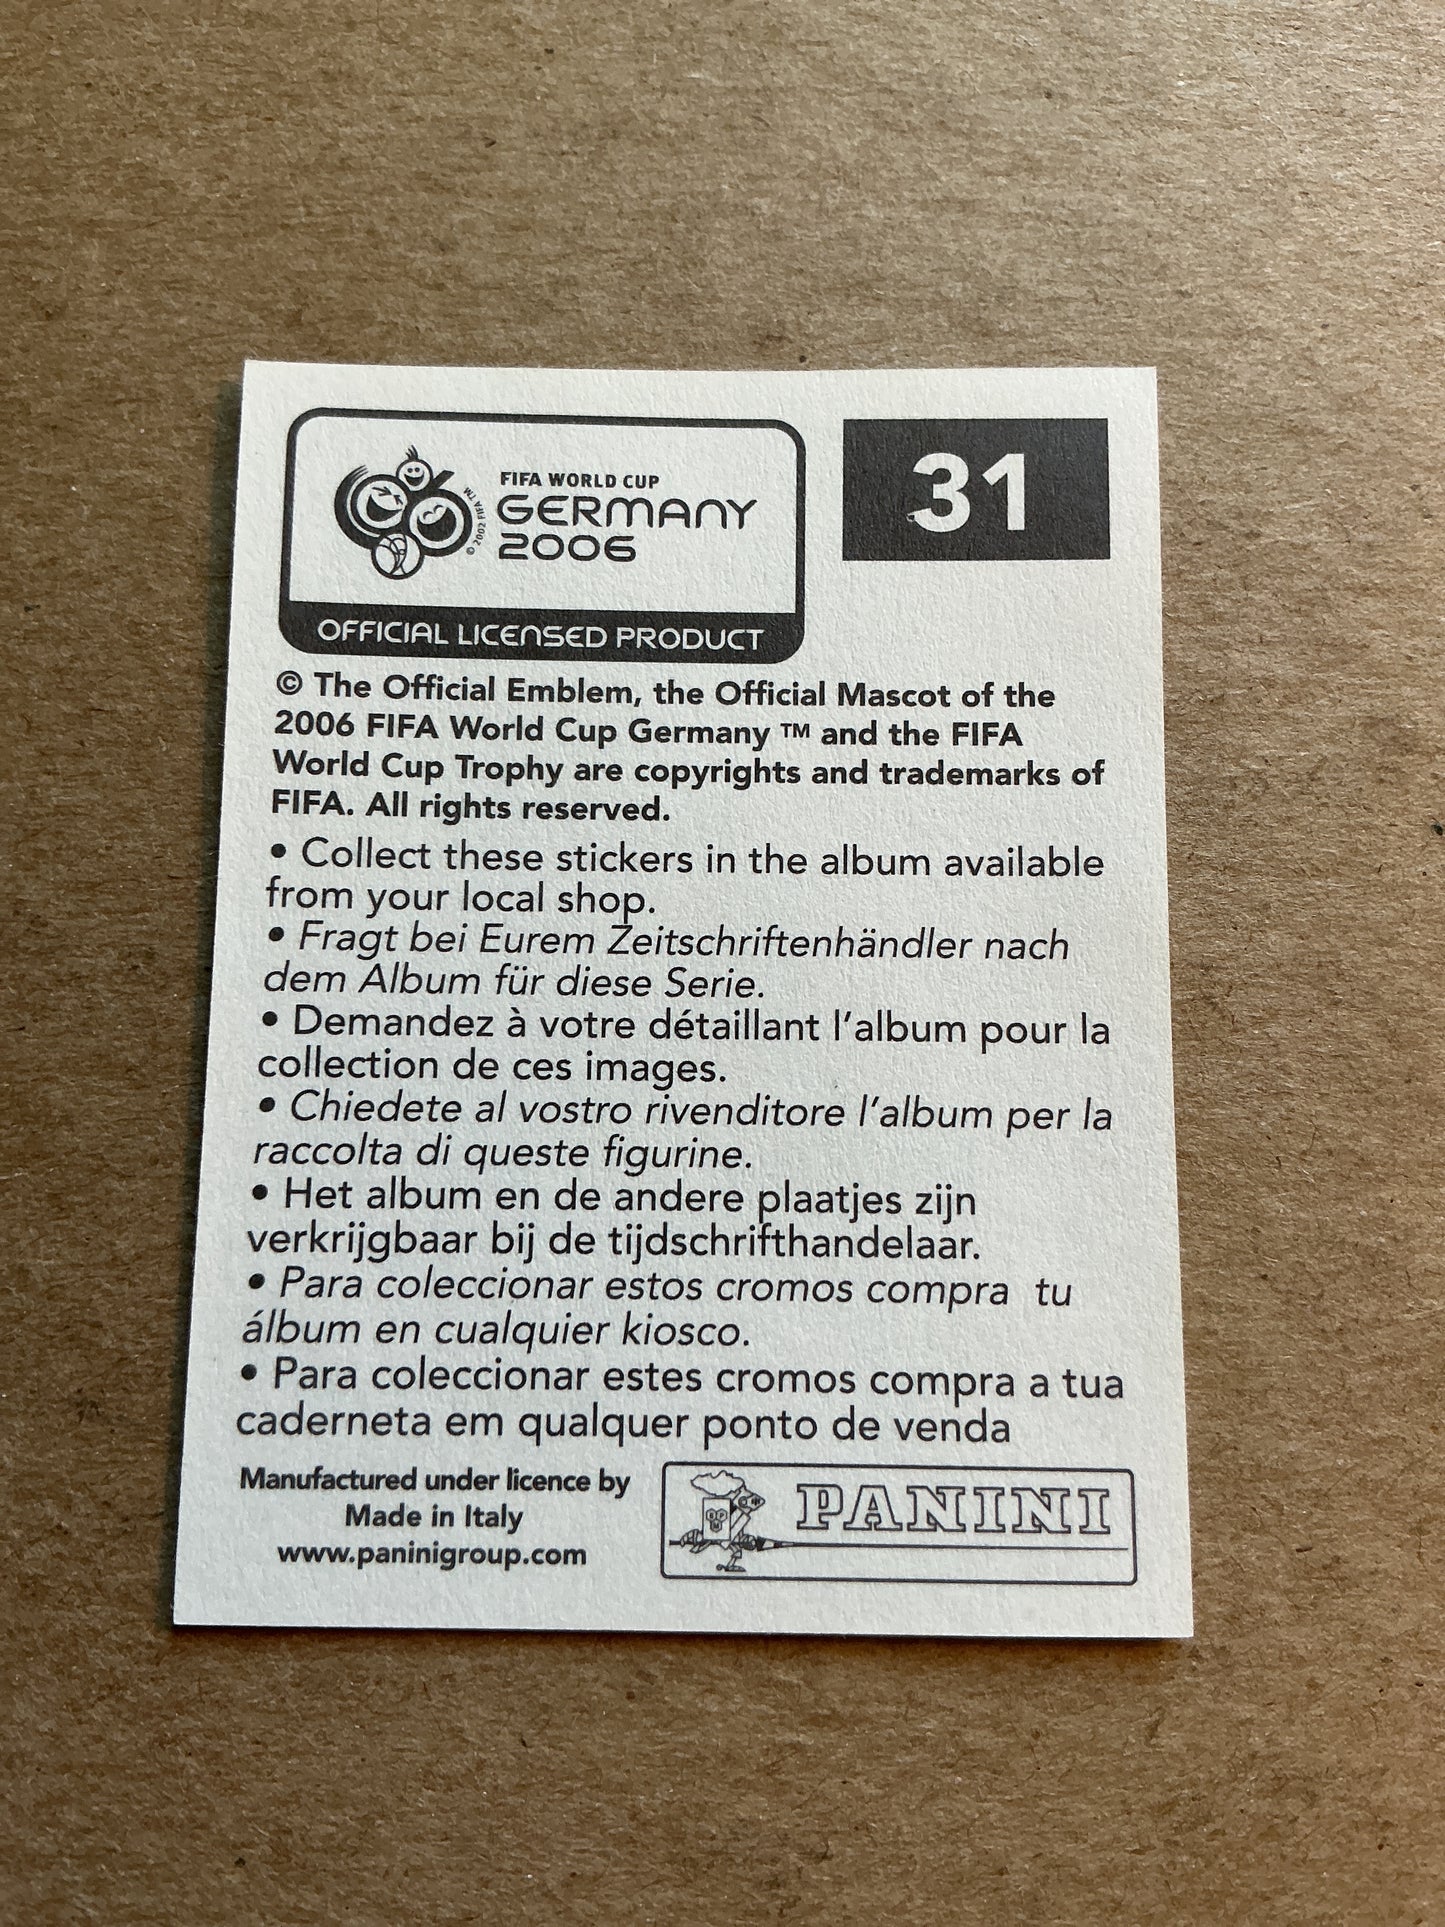 FIFA WORLD CUP
GERMANY
2006
© 2002 FIFA TM
31
OFFICIAL LICENSED PRODUCT
© The Official Emblem, the Official Mascot of the
2006 FIFA World Cup Germany ™ and the FIFA
World Cup Trophy are copyrights and trademarks of
FIFA. All rights reserved.
• Collect these stickers in the album available
from your local shop.
• Fragt bei Eurem Zeitschriftenhändler nach
dem Album für diese Serie.
• Demandez à votre détaillant l'album pour la
collection de ces images.
• Chiedete al vostro rivenditore l'album per la
raccolta di queste figurine.
• Het album en de andere plaatjes zijn
verkrijgbaar bij de tijdschrifthandelaar.
• Para coleccionar estos cromos compra  tu
álbum en cualquier kiosco.
• Para coleccionar estes cromos compra a tua
caderneta em qualquer ponto de venda
Manufactured under licence by
Made in Italy
www.paninigroup.com
PANINI